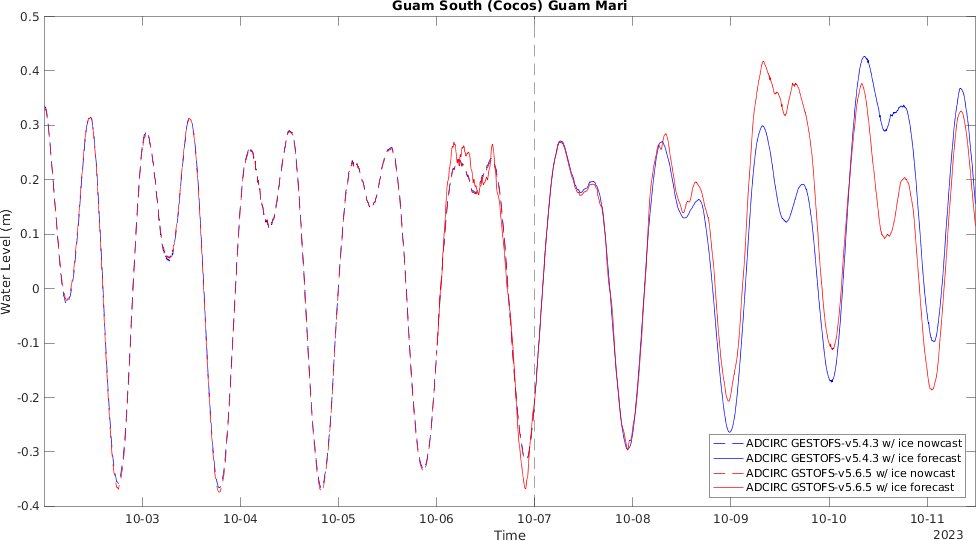 Guam South (Cocos) Guam Mari
0.5
0.4
0.3
0.2
0.1
0
-0.1
-0.2
-0.3
-0.4
Water Level (m)
ADCIRC GESTOFS-v5.4.3 w/ ice nowcast
ADCIRC GESTOFS-v5.4.3 w/ ice forecast
ADCIRC GSTOFS-v5.6.5 w/ ice nowcast
ADCIRC GSTOFS-v5.6.5 w/ ice forecast
10-03 10-04 10-05 10-06 10-07 10-08 10-09 10-10 10-11
Time
2023